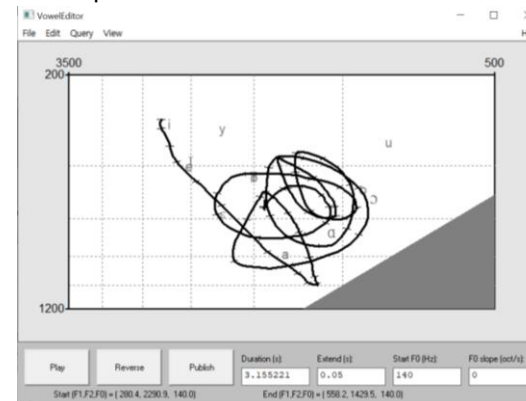 VowelEditor
File Edit Query View H
3500 500
200
i y u
e ø o ɔ
ɑ
a
1200
Play Reverse Publish
Duration (s): Extend (s): Start F0 (Hz): F0 slope (oct/s):
3.155221 0.05 140 0
Start (F1,F2,F0) = ( 280.4, 2290.9, 140.0) End (F1,F2,F0) = ( 558.2, 1429.5, 140.0)